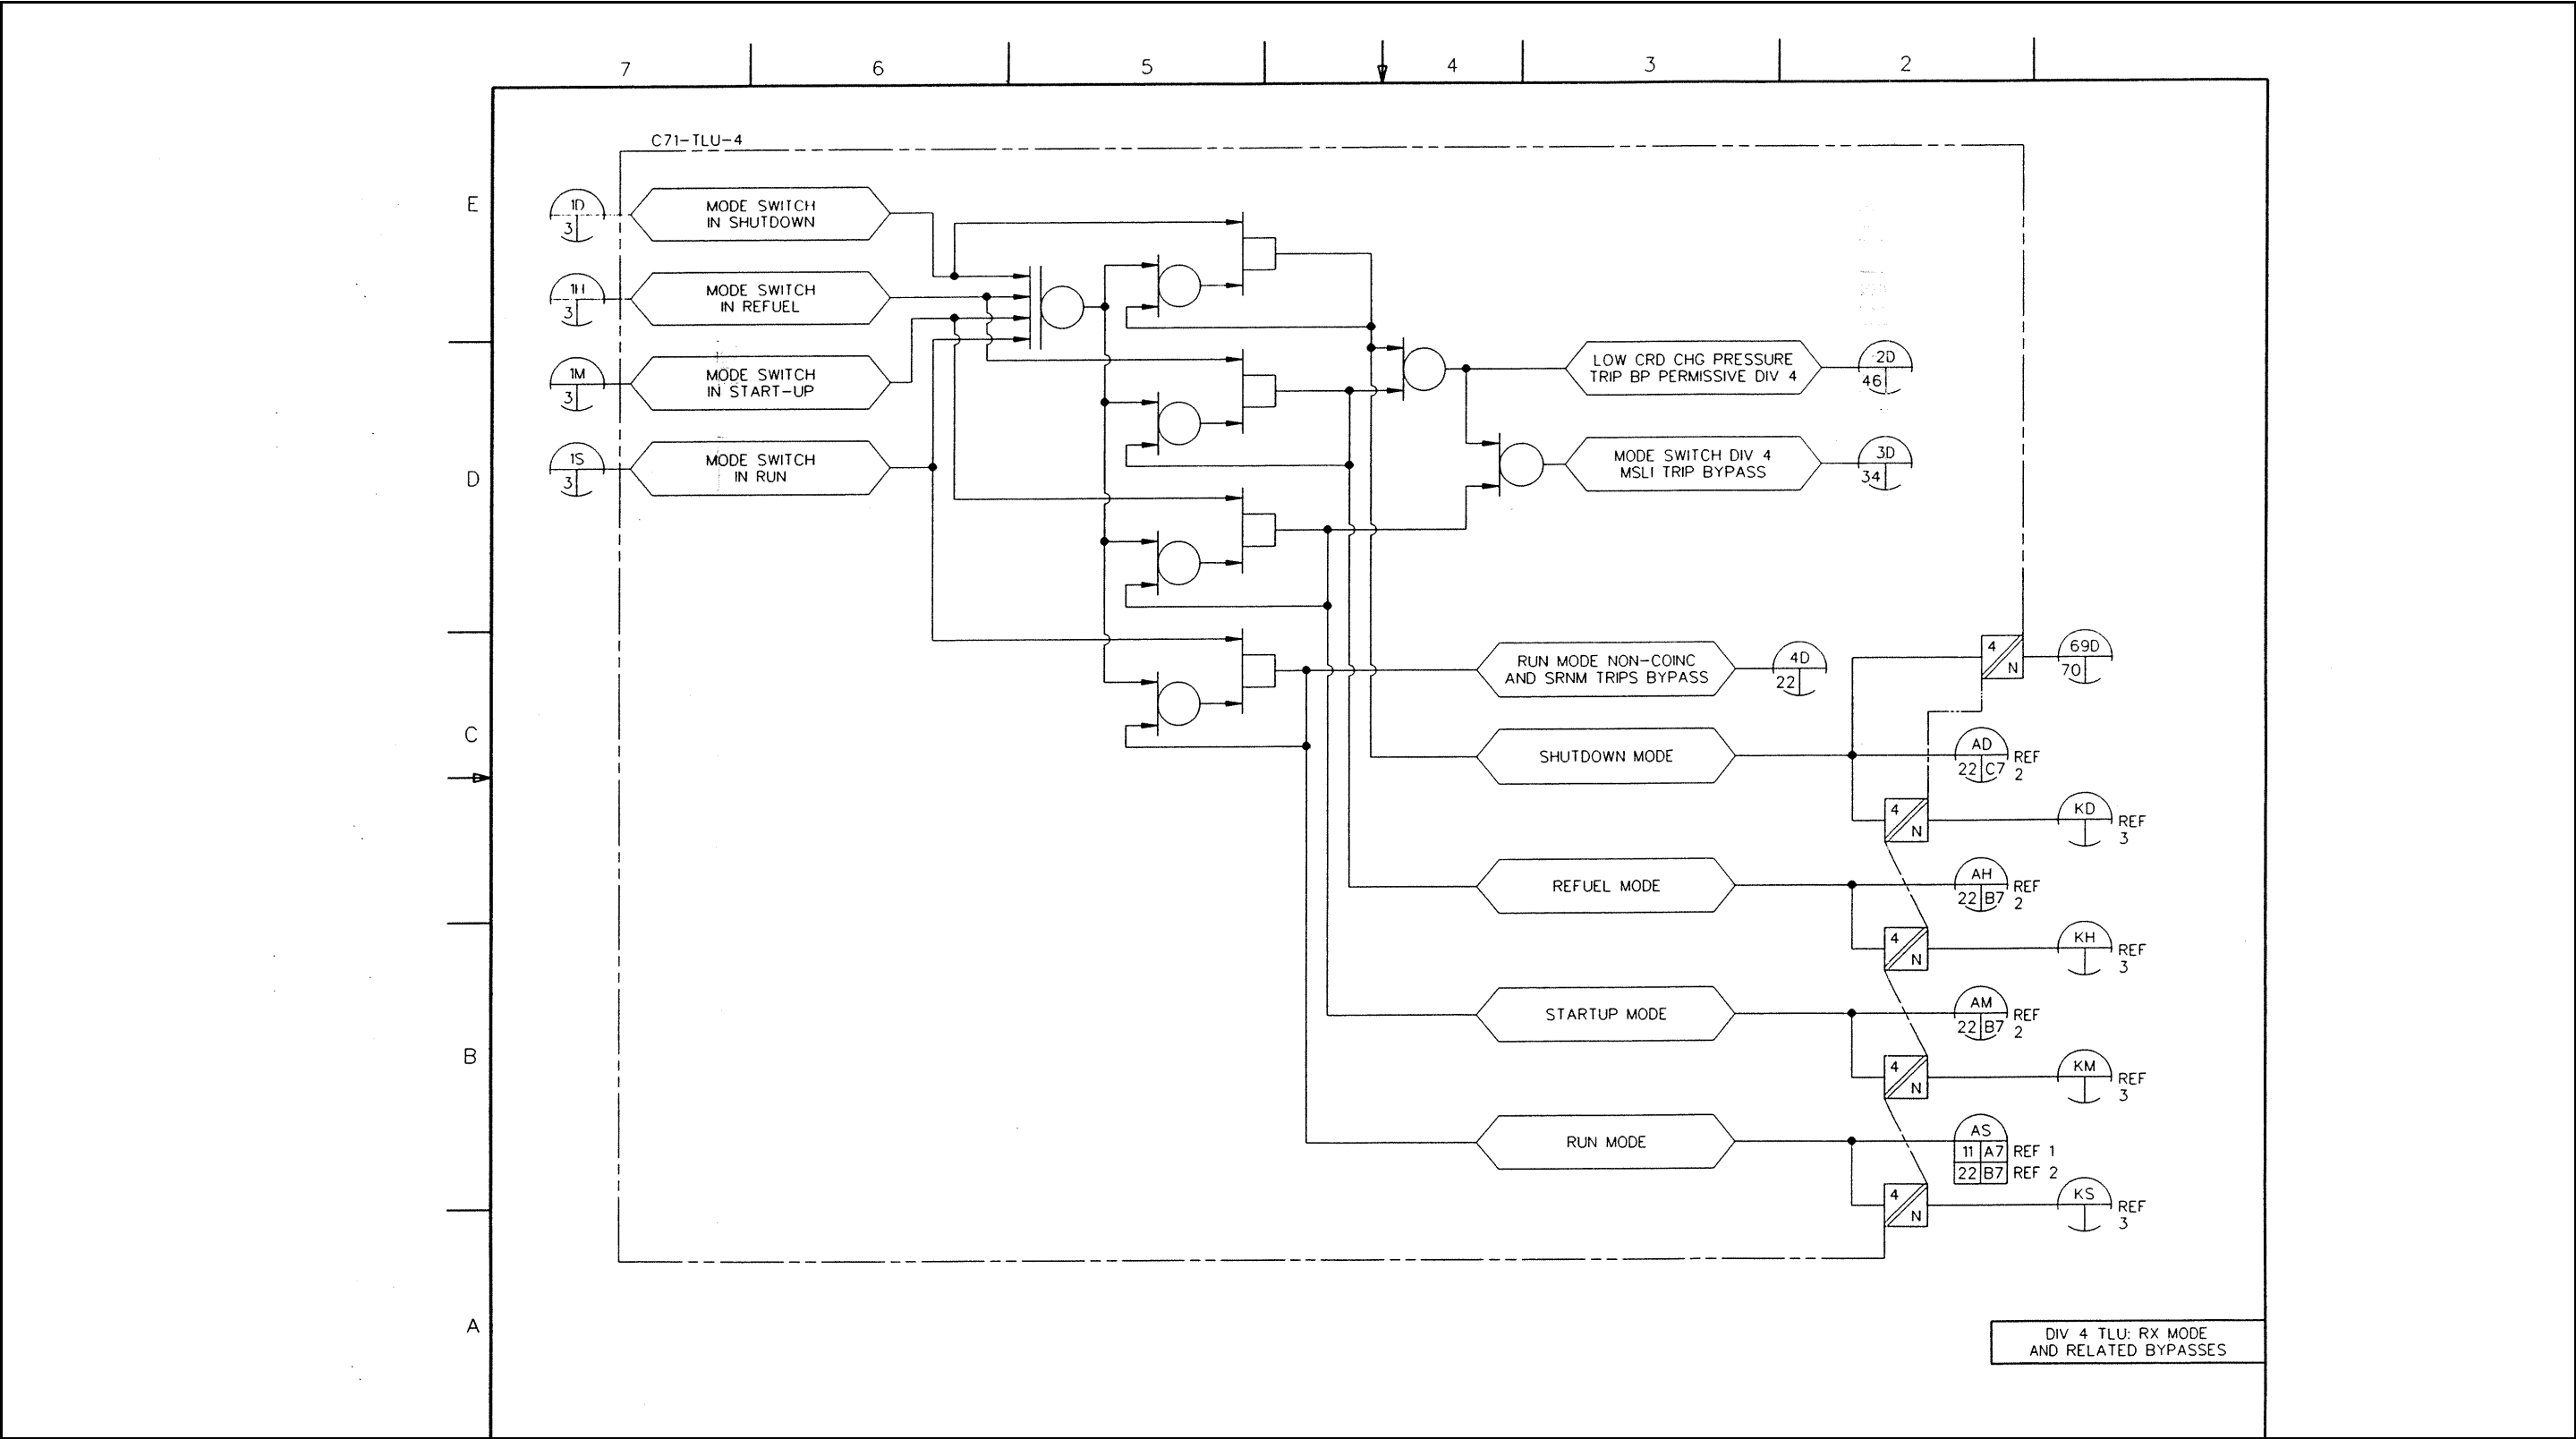 7 6 5 4 3 2
C71-TLU-4
E
1D
3
MODE SWITCH
IN SHUTDOWN
1H
3
MODE SWITCH
IN REFUEL
1M
3
MODE SWITCH
IN START-UP
LOW CRD CHG PRESSURE
TRIP BP PERMISSIVE DIV 4
2D
46
D
1S
3
MODE SWITCH
IN RUN
MODE SWITCH DIV 4
MSLI TRIP BYPASS
3D
34
RUN MODE NON-COINC
AND SRNM TRIPS BYPASS
4D
22
4
N
69D
70
C
SHUTDOWN MODE
AD
22 C7
REF
2
4
N
KD
REF
3
REFUEL MODE
AH
22 B7
REF
2
4
N
KH
REF
3
STARTUP MODE
AM
22 B7
REF
2
B
4
N
KM
REF
3
RUN MODE
AS
11 A7 REF 1
22 B7 REF 2
4
N
KS
REF
3
A
DIV 4 TLU: RX MODE
AND RELATED BYPASSES